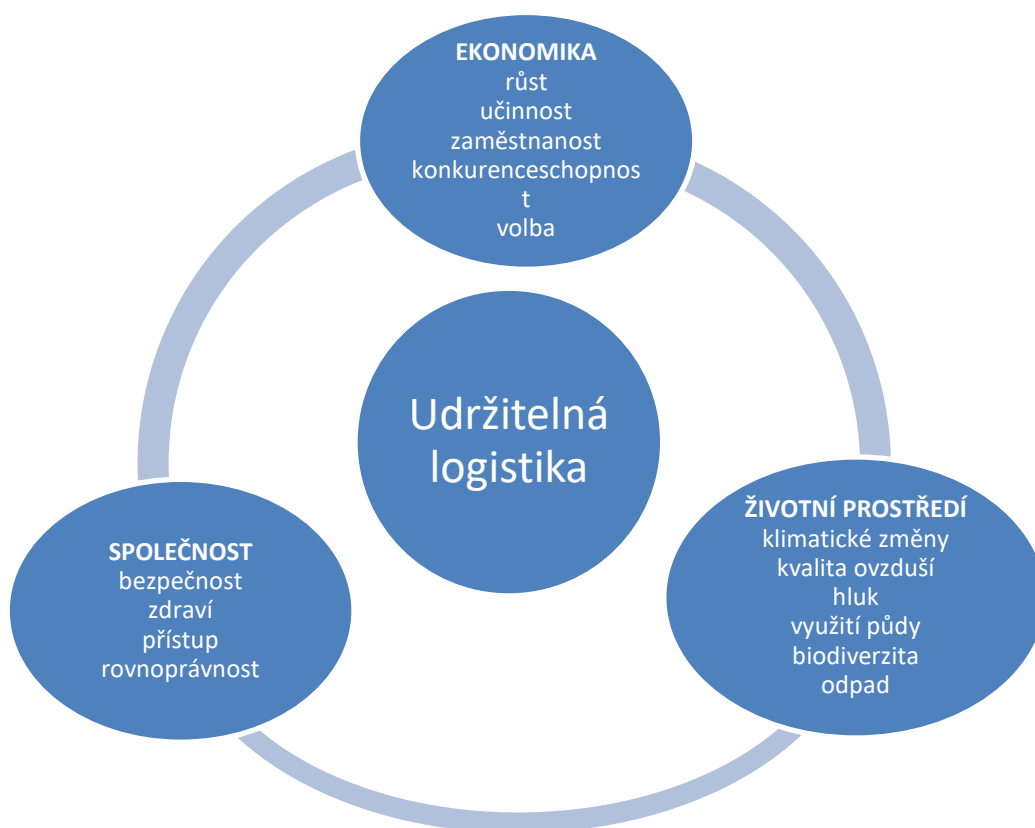 EKONOMIKA
růst
učinnost
zaměstnanost
konkurenceschopnos
t
volba
Udržitelná
logistika
SPOLEČNOST
bezpečnost
zdraví
přístup
rovnoprávnost
ŽIVOTNÍ PROSTŘEDÍ
klimatické změny
kvalita ovzduší
hluk
využití půdy
biodiverzita
odpad